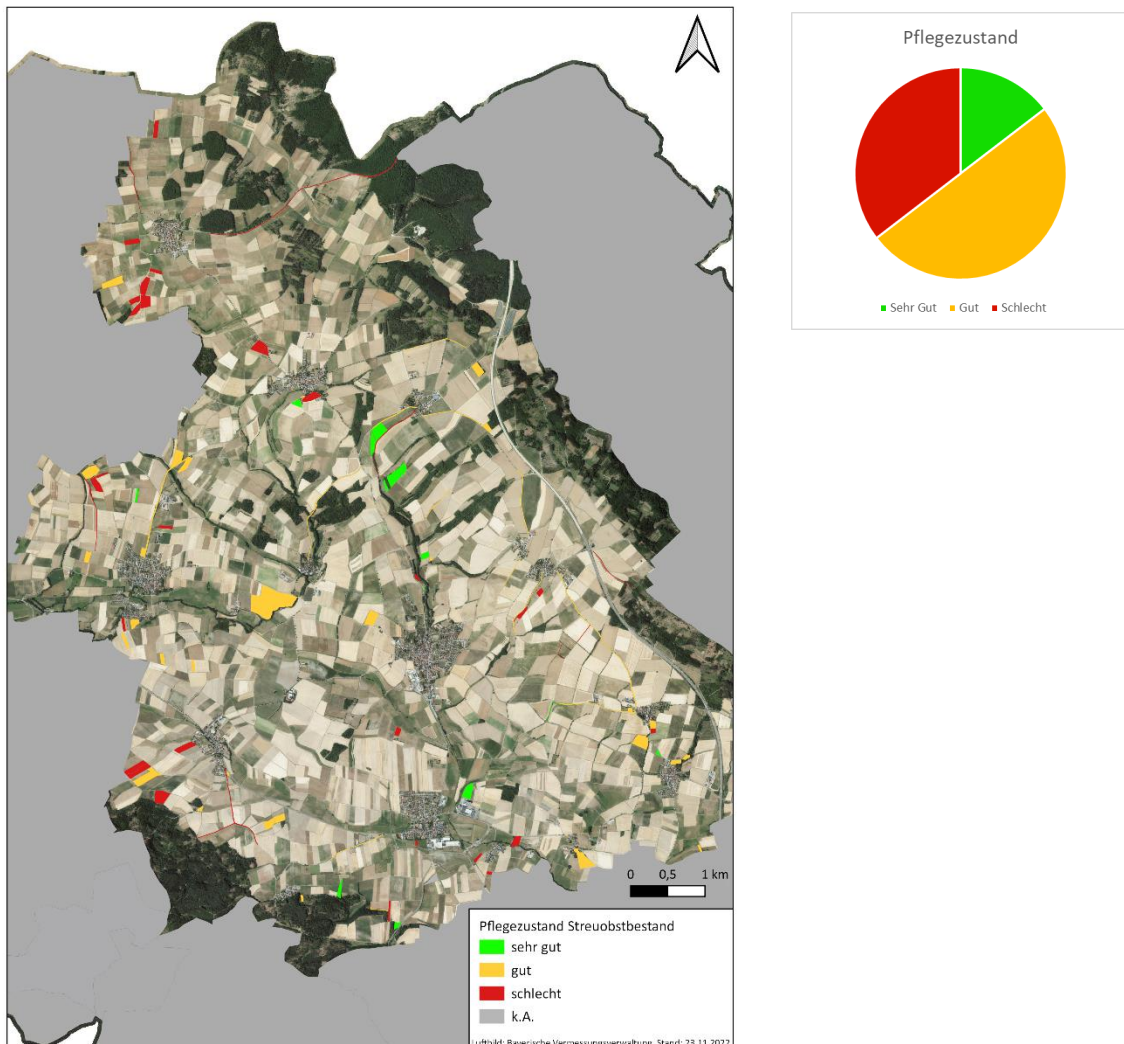 Pflegezustand
Sehr Gut Gut Schlecht
0 0,5 1 km
Pflegezustand Streuobstbestand
sehr gut
gut
schlecht
k.A.
Luftbild: Bayerische Vermessungsverwaltung, Stand: 23.11.2022